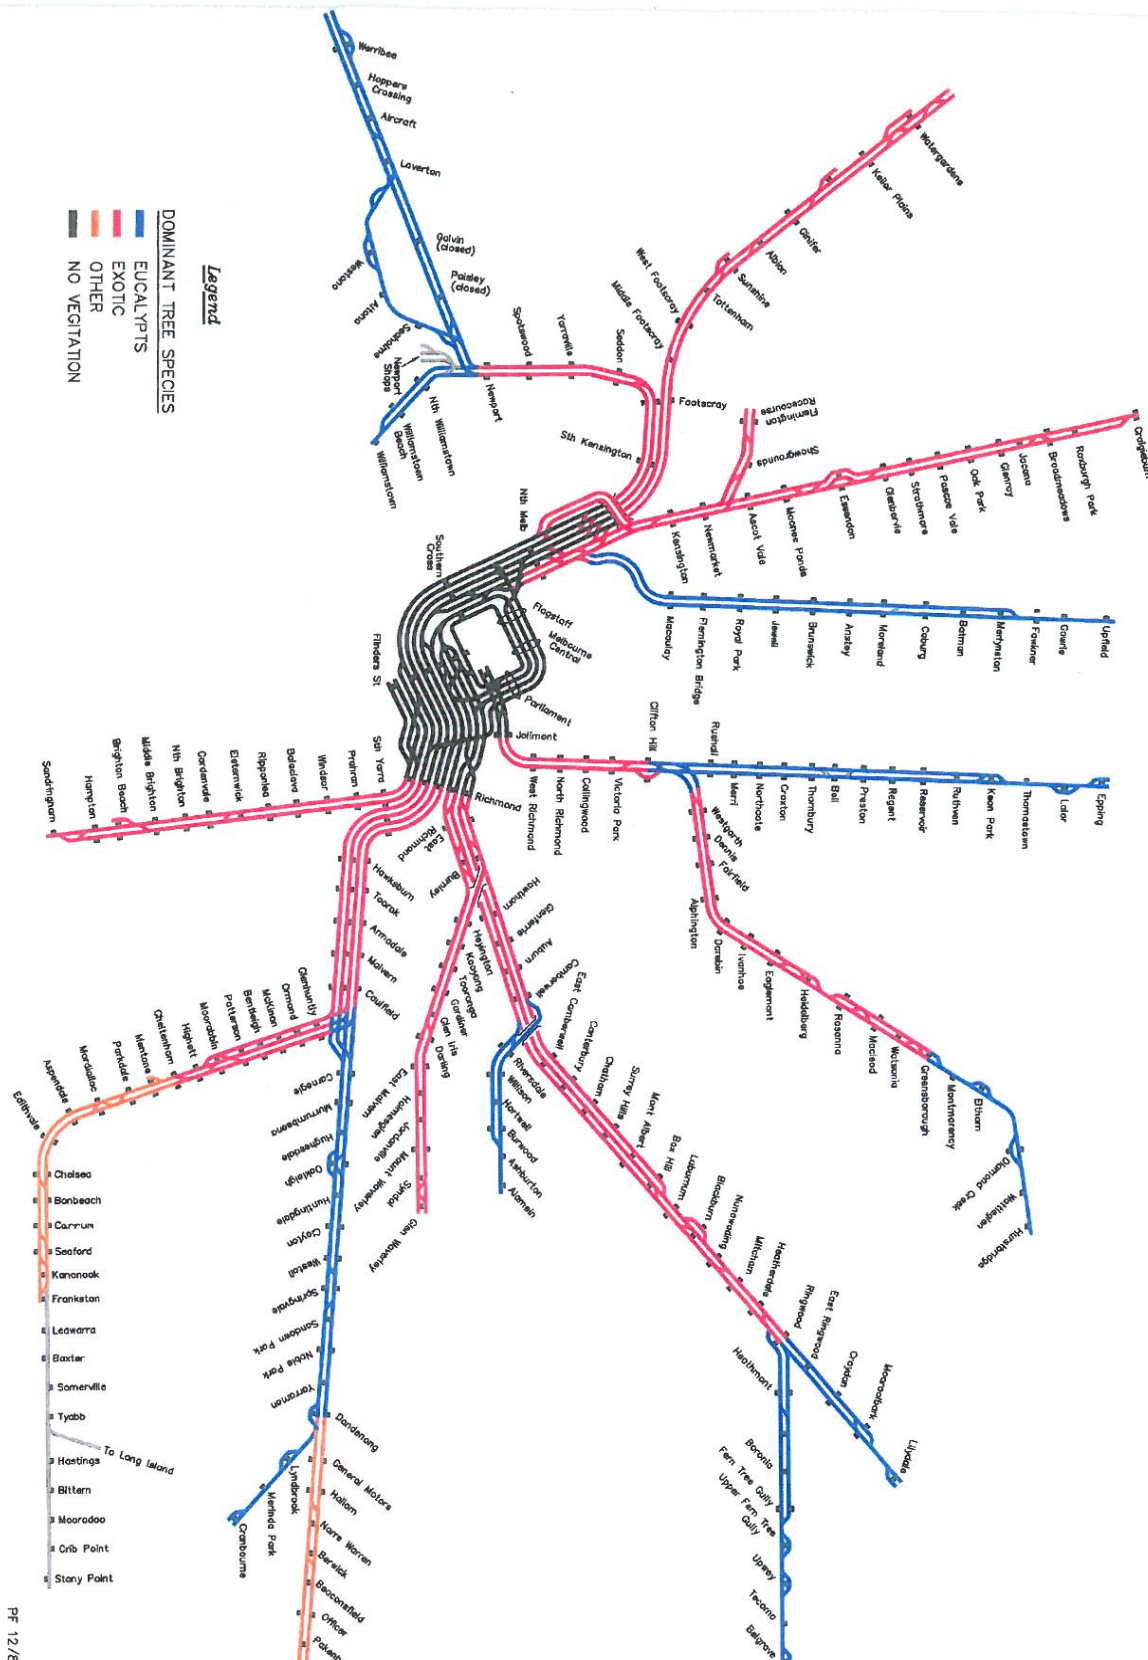 Werribee
Hoppers
Crossing
Aircraft
Laverton
Galvin
(closed)
Paisley
(closed)
Westona
Altona
Seaholme
Newport
Shops
Newport
Nth Williamstown
Williamstown
Beach
Williamstown
Spotswood
Yarraville
Seddon
Watergardens
Keilor Plains
Ginifer
Albion
Sunshine
Tottenham
West Footscray
Middle Footscray
Footscray
Sth Kensington
Flemington
Racecourse
Showgrounds
Craigieburn
Roxburgh Park
Broadmeadows
Jacana
Glenroy
Oak Park
Pascoe Vale
Strathmore
Glenbervie
Essendon
Moonee Ponds
Ascot Vale
Newmarket
Kensington
Nth Melb
Southern
Cross
Flagstaff
Melbourne
Central
Parliament
Flinders St
Jolimont
Upfield
Gowrie
Fawkner
Merlynston
Batman
Coburg
Moreland
Anstey
Brunswick
Jewell
Royal Park
Flemington Bridge
Macaulay
Legend
DOMINANT TREE SPECIES
EUCALYPTS
EXOTIC
OTHER
NO VEGITATION
Clifton Hill
Rushall
Merri
Northcote
Croxton
Thornbury
Bell
Preston
Regent
Reservoir
Ruthven
Keon Park
Thomastown
Lalor
Epping
West Richmond
North Richmond
Collingwood
Victoria Park
Westgarth
Dennis
Fairfield
Alphington
Darebin
Ivanhoe
Eaglemont
Heidelberg
Rosanna
Macleod
Watsonia
Greensborough
Montmorency
Eltham
Diamond Creek
Wattleglen
Hurstbridge
Richmond
East
Richmond
Burnley
Hawthorn
Glenferrie
Auburn
Camberwell
East Camberwell
Canterbury
Chatham
Surrey Hills
Mont Albert
Box Hill
Laburnum
Blackburn
Nunawading
Mitcham
Heatherdale
Ringwood
East Ringwood
Croydon
Mooroolbark
Lilydale
Heathmont
Boronia
Fern Tree Gully
Upper Fern Tree
Gully
Upwey
Tecoma
Belgrave
Riversdale
Willison
Hartwell
Burwood
Ashburton
Alamein
Heyington
Kooyong
Tooronga
Gardiner
Glen Iris
Darling
East Malvern
Holmesglen
Jordanville
Mount Waverley
Syndal
Glen Waverley
Sth Yarra
Prahran
Windsor
Balaclava
Ripponlea
Elsternwick
Gardenvale
Nth Brighton
Middle Brighton
Brighton Beach
Hampton
Sandringham
Hawksburn
Toorak
Armadale
Malvern
Caulfield
Glenhuntly
Ormond
McKinon
Bentleigh
Patterson
Moorabbin
Highett
Cheltenham
Mentone
Parkdale
Mordialloc
Aspendale
Edithvale
Chelsea
Bonbeach
Carrum
Seaford
Kananook
Frankston
Leawarra
Baxter
Somerville
Tyabb
To Long Island
Hastings
Bittern
Mooradoo
Crib Point
Stony Point
Carnegie
Murrumbeena
Hughesdale
Oakleigh
Huntingdale
Clayton
Westall
Springvale
Sandown Park
Noble Park
Yarraman
Dandenong
General Motors
Hallam
Narre Warren
Berwick
Beaconsfield
Officer
Lyndbrook
Merinda Park
Cranbourne